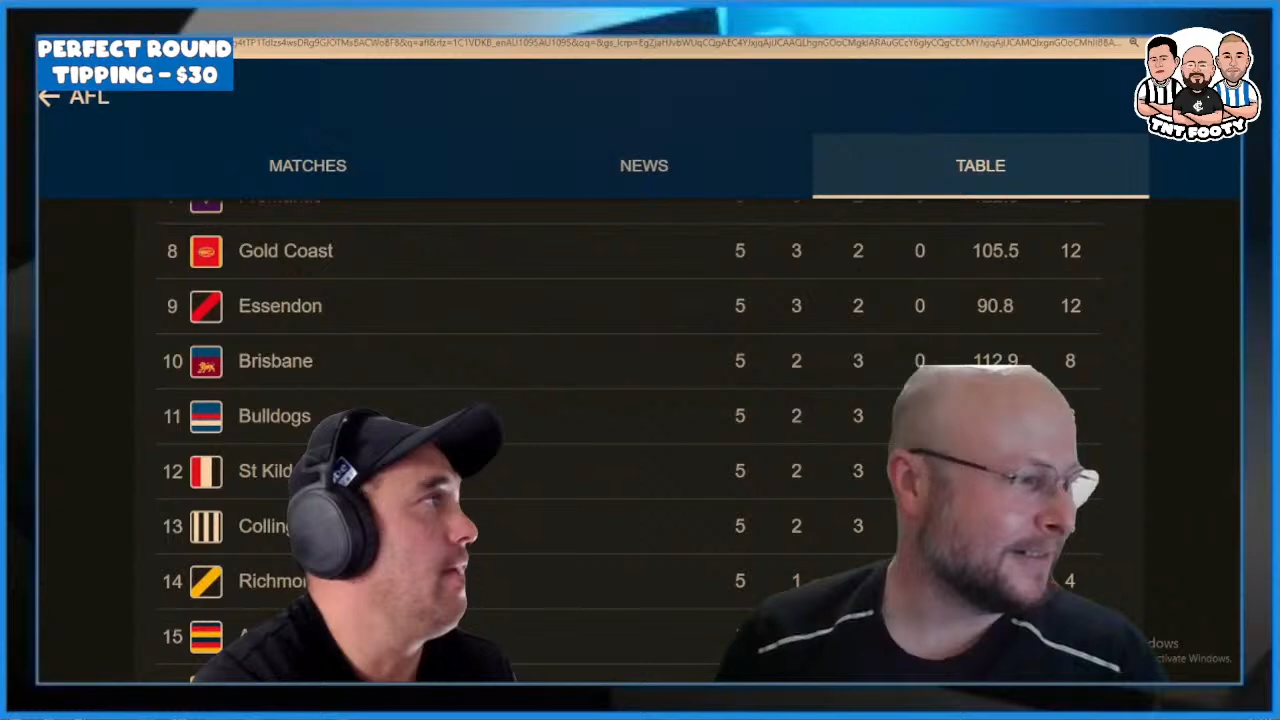 PERFECT ROUND
TIPPING - $30
← AFL
MATCHES NEWS TABLE
8 Gold Coast 5 3 2 0 105.5 12
9 Essendon 5 3 2 0 90.8 12
10 Brisbane 5 2 3 0 112.9 8
11 Bulldogs 5 2 3
12 St Kild
13 Colling 5 2 3
5 2 3
14 Richmo 5 1 4
15
TNT FOOTY